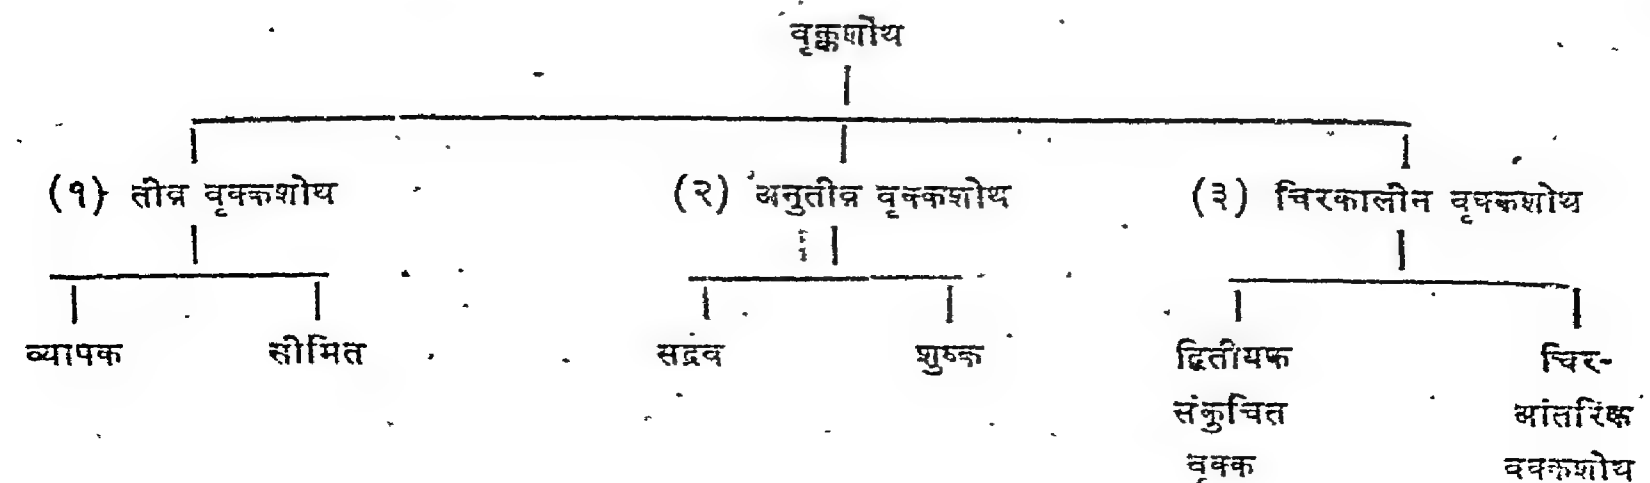 वृक्कशोथ
(१) तीव्र वृक्कशोथ (२) अनुतीव्र वृक्कशोथ (३) चिरकालीन वृक्कशोथ
व्यापक सीमित सद्रव शुष्क द्वितीयक चिर-
संकुचित आंतरिक
वृक्क वृक्कशोथ